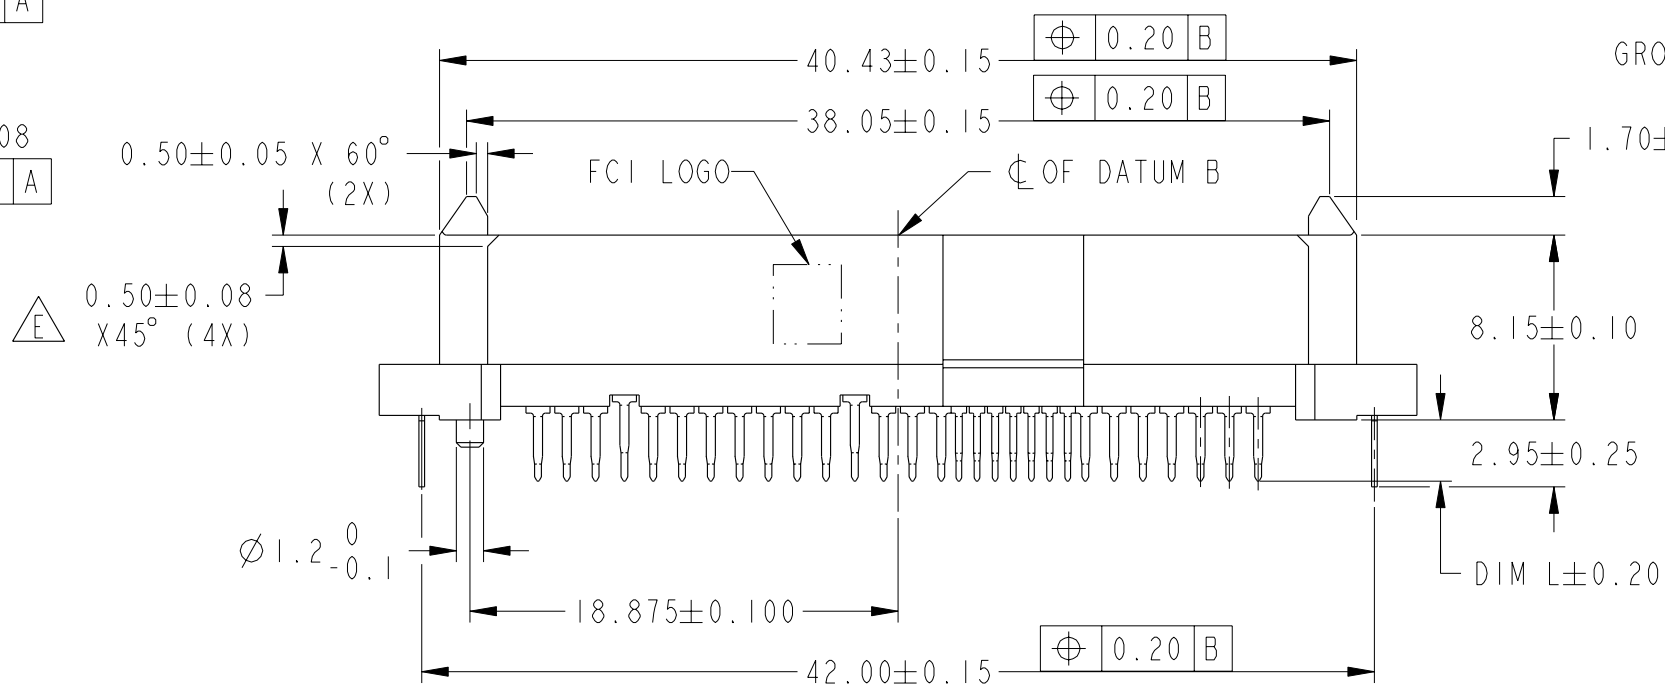 A
⌖ 0.20 B
40.43±0.15
GRO
⌖ 0.20 B
38.05±0.15
08
A
0.50±0.05 X 60°
(2X)
FCI LOGO
℄ OF DATUM B
1.70±
0.50±0.08
X45° (4X)
E
8.15±0.10
2.95±0.25
Ø1.2 0
-0.1
DIM L±0.20
18.875±0.100
⌖ 0.20 B
42.00±0.15